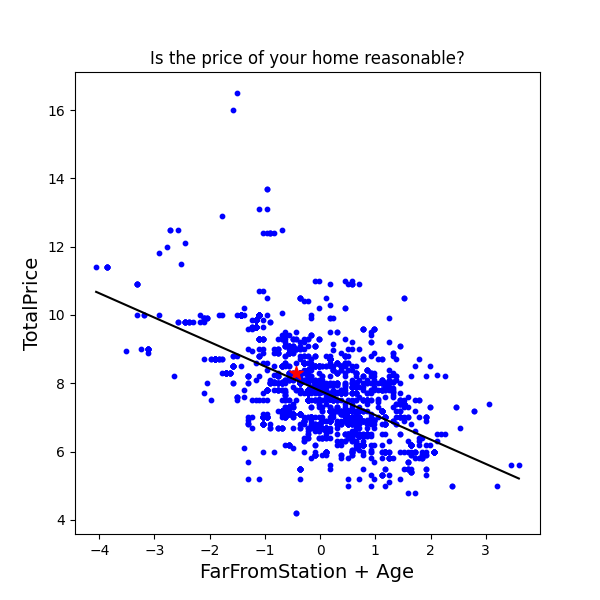 Is the price of your home reasonable?
TotalPrice
16
14
12
10
8
6
4
−4 −3 −2 −1 0 1 2 3
FarFromStation + Age